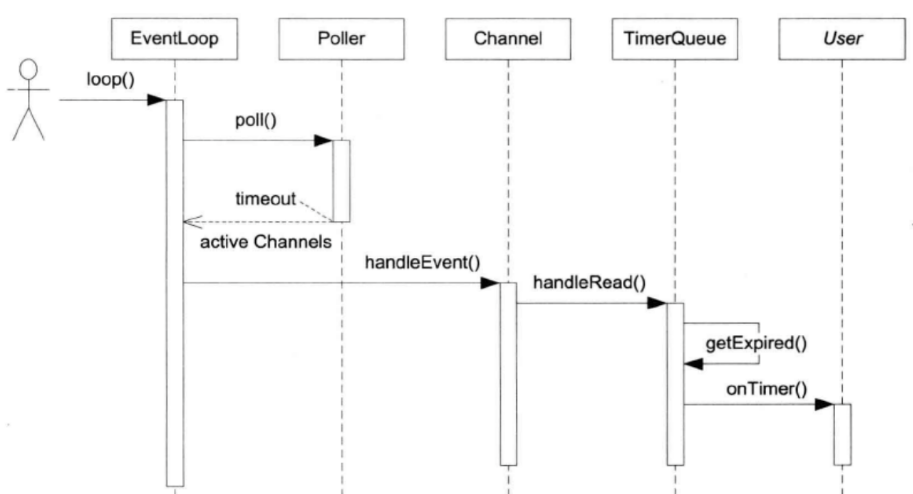 EventLoop
Poller
Channel
TimerQueue
User
loop()
poll()
timeout
active Channels
handleEvent()
handleRead()
getExpired()
onTimer()